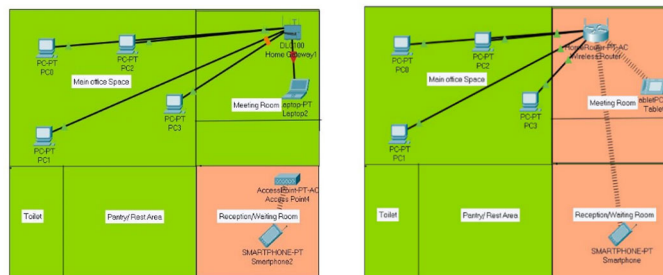 DLC100
Home Gateway1
PC-PT
PC0
PC-PT
PC2
Main office Space
Meeting Room
Laptop-PT
Laptop2
PC-PT
PC3
PC-PT
PC1
AccessPoint-PT-AC
Access Point4
Toilet
Pantry/ Rest Area
Reception/Waiting Room
SMARTPHONE-PT
Smartphone2
HomeRouter-PT-AC
Wireless Router
PC-PT
PC0
PC-PT
PC2
Main office Space
Meeting Room
TabletPC
Tablet
PC-PT
PC3
PC-PT
PC1
Toilet
Pantry/ Rest Area
Reception/Waiting Room
SMARTPHONE-PT
Smartphone